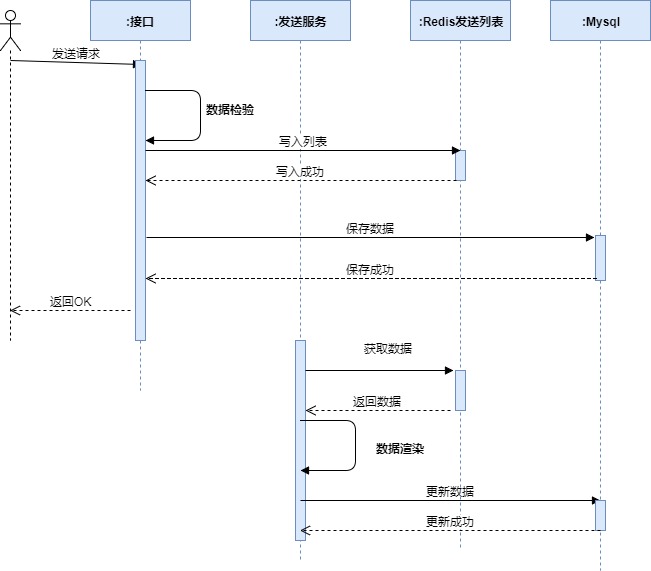 :接口
:发送服务
:Redis发送列表
:Mysql
发送请求
数据检验
写入列表
写入成功
保存数据
保存成功
返回OK
获取数据
返回数据
数据渲染
更新数据
更新成功